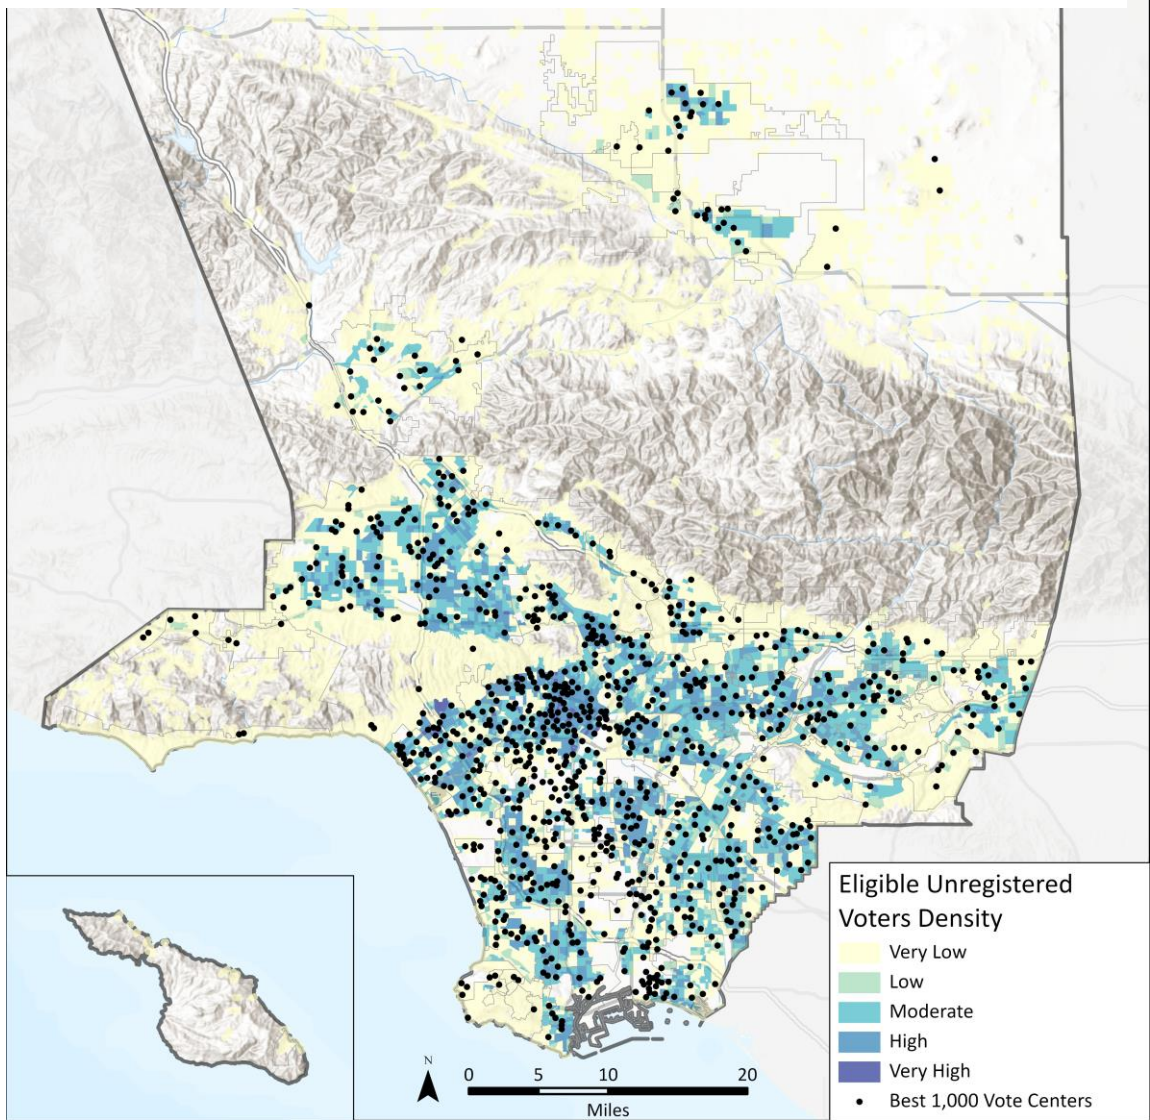 Eligible Unregistered
Voters Density
Very Low
Low
Moderate
High
Very High
Best 1,000 Vote Centers
N
0 5 10 20
Miles